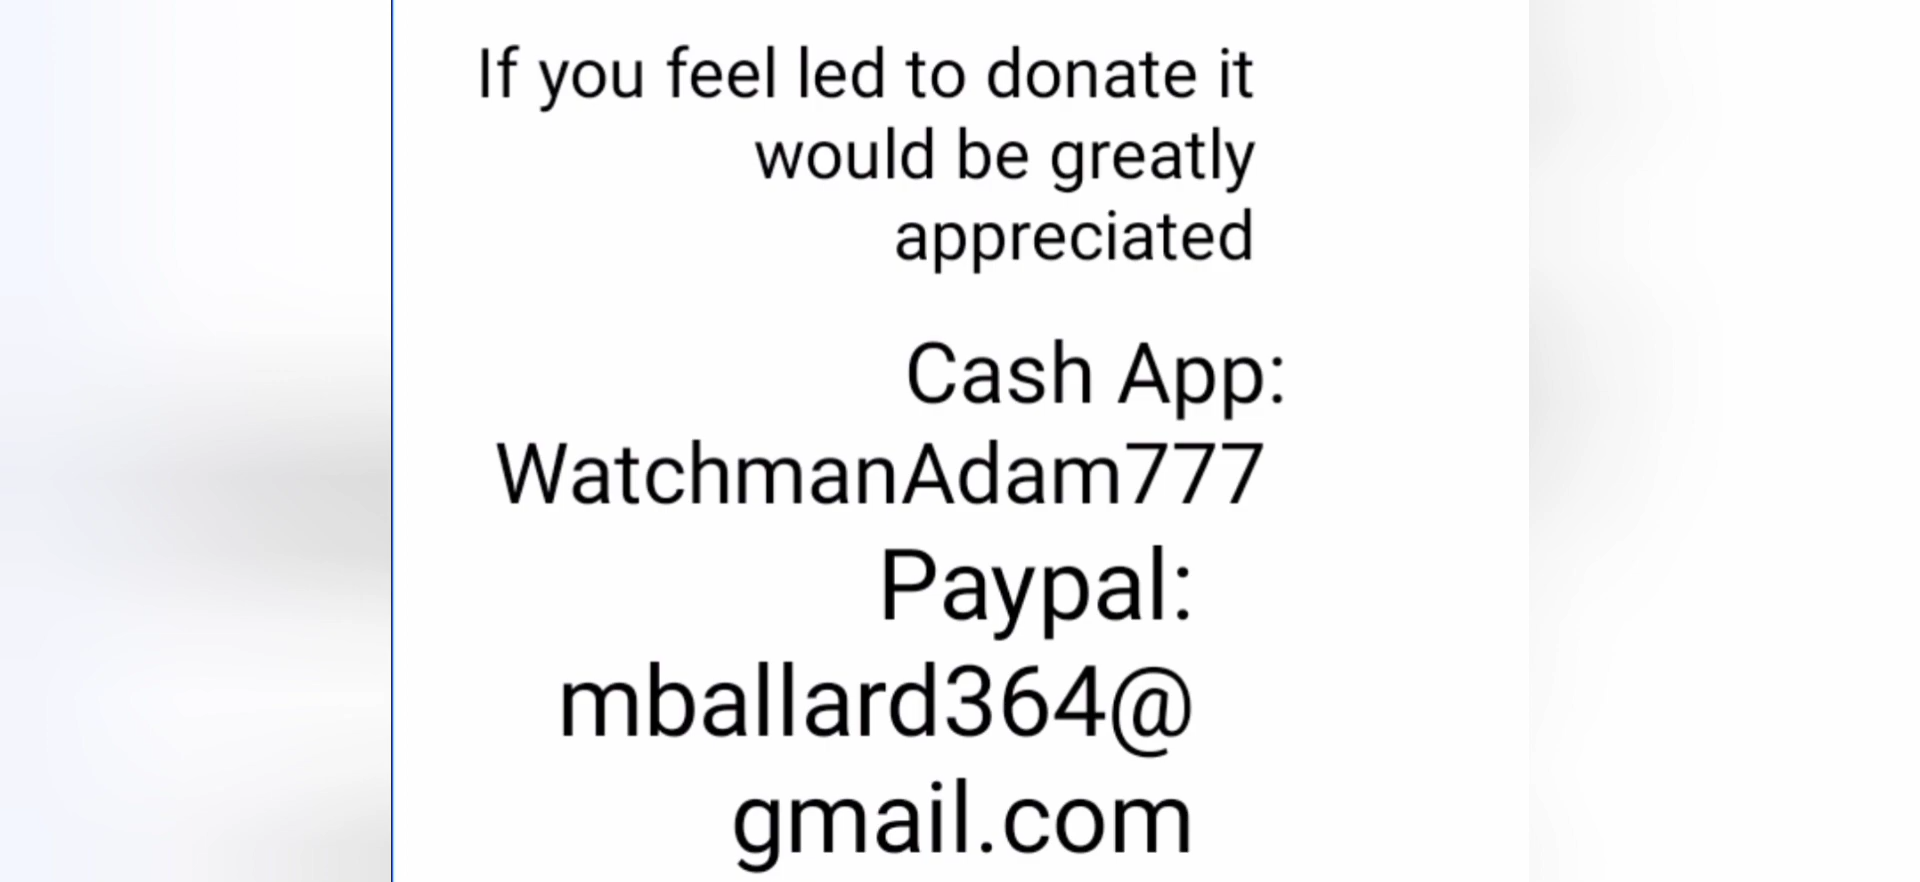 If you feel led to donate it
would be greatly
appreciated
Cash App:
WatchmanAdam777
Paypal:
mballard364@
gmail.com